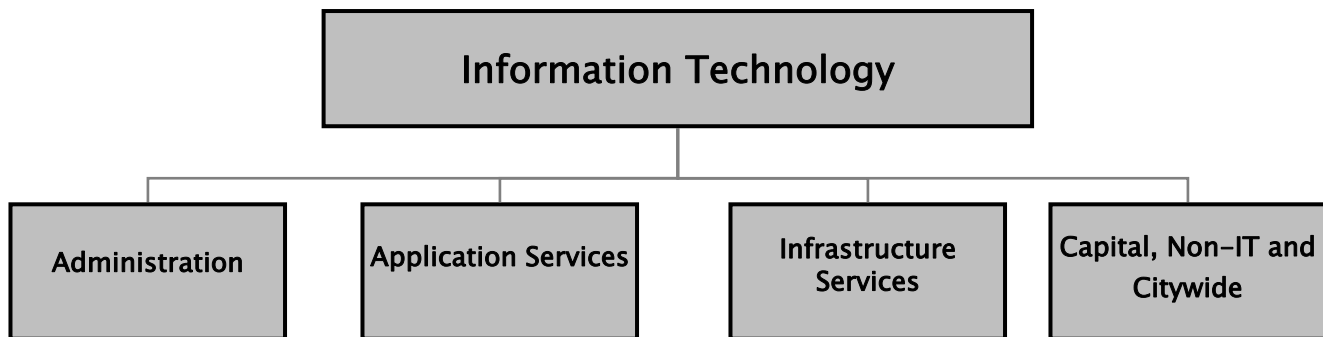 Information Technology
Administration
Application Services
Infrastructure
Services
Capital, Non-IT and
Citywide